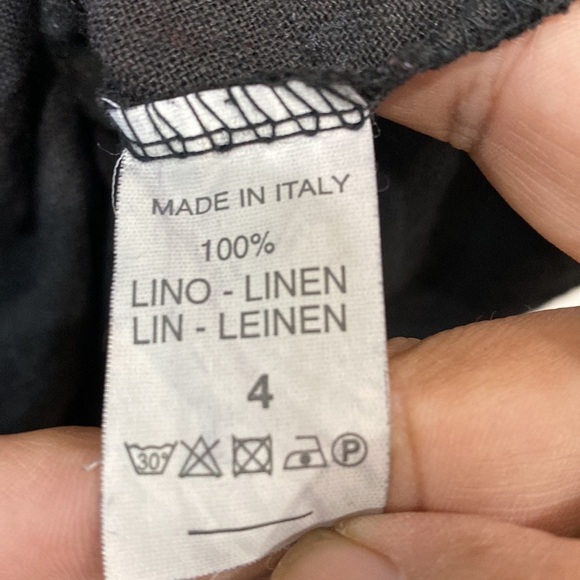 MADE IN ITALY
100%
LINO - LINEN
LIN - LEINEN
4
30° P